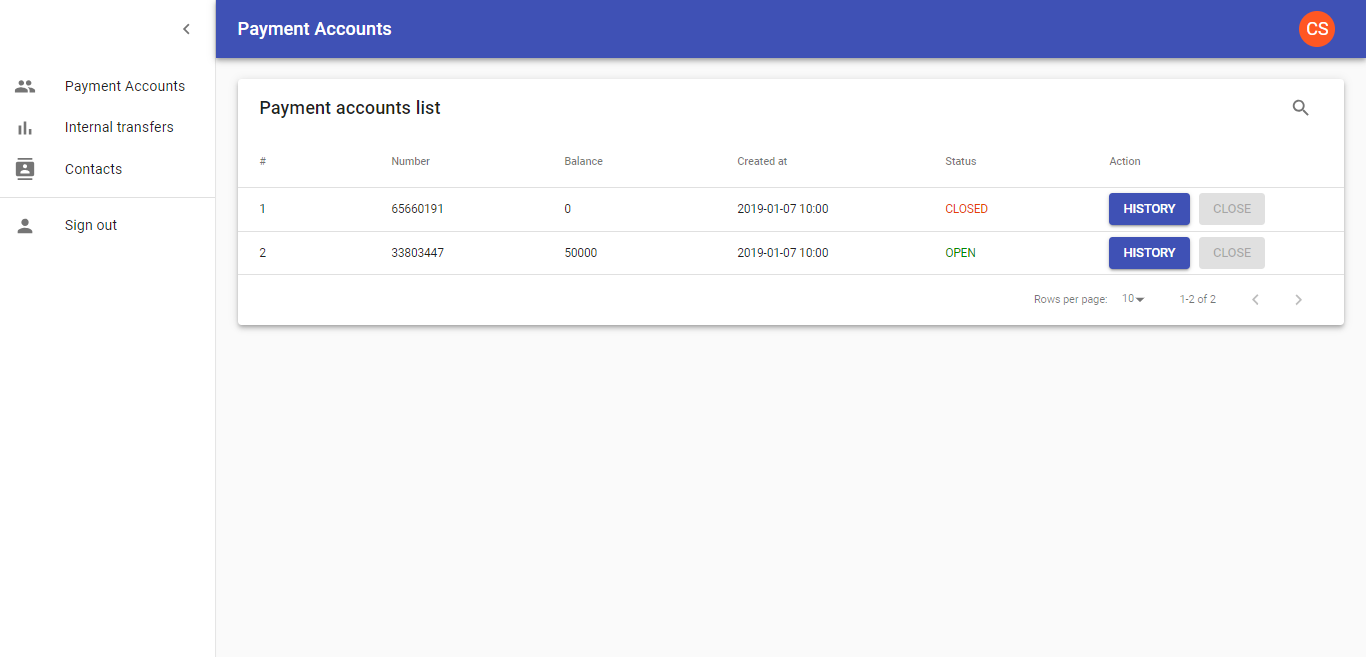 Payment Accounts
CS
Payment Accounts
Internal transfers
Contacts
Sign out
Payment accounts list
# Number Balance Created at Status Action
1 65660191 0 2019-01-07 10:00 CLOSED HISTORY CLOSE
2 33803447 50000 2019-01-07 10:00 OPEN HISTORY CLOSE
Rows per page: 10 1-2 of 2